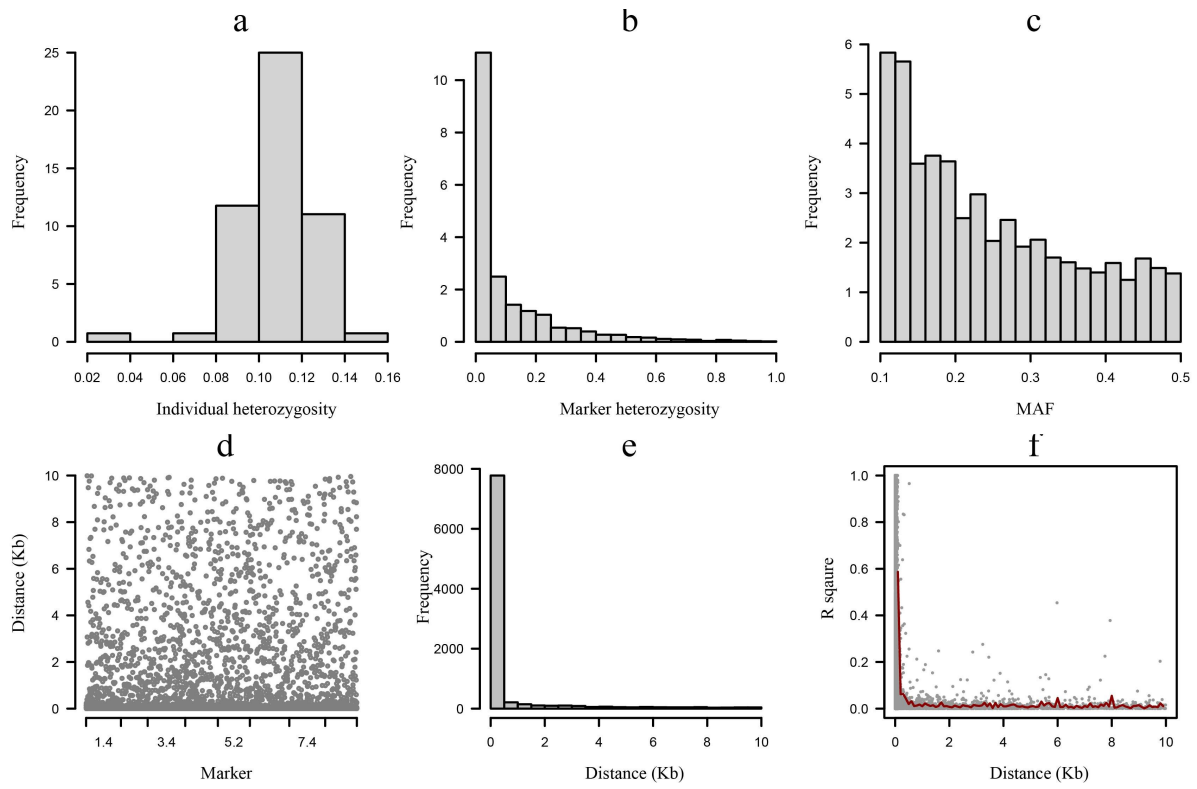 a
b
c
25
20
15
10
5
0
Frequency
0.02 0.04 0.06 0.08 0.10 0.12 0.14 0.16
Individual heterozygosity
10
8
6
4
2
0
Frequency
0.0 0.2 0.4 0.6 0.8 1.0
Marker heterozygosity
6
5
4
3
2
1
0
Frequency
0.1 0.2 0.3 0.4 0.5
MAF
d
e
f
10
8
6
4
2
0
Distance (Kb)
1.4 3.4 5.2 7.4
Marker
8000
6000
4000
2000
0
Frequency
0 2 4 6 8 10
Distance (Kb)
1.0
0.8
0.6
0.4
0.2
0.0
R sqaure
0 2 4 6 8 10
Distance (Kb)